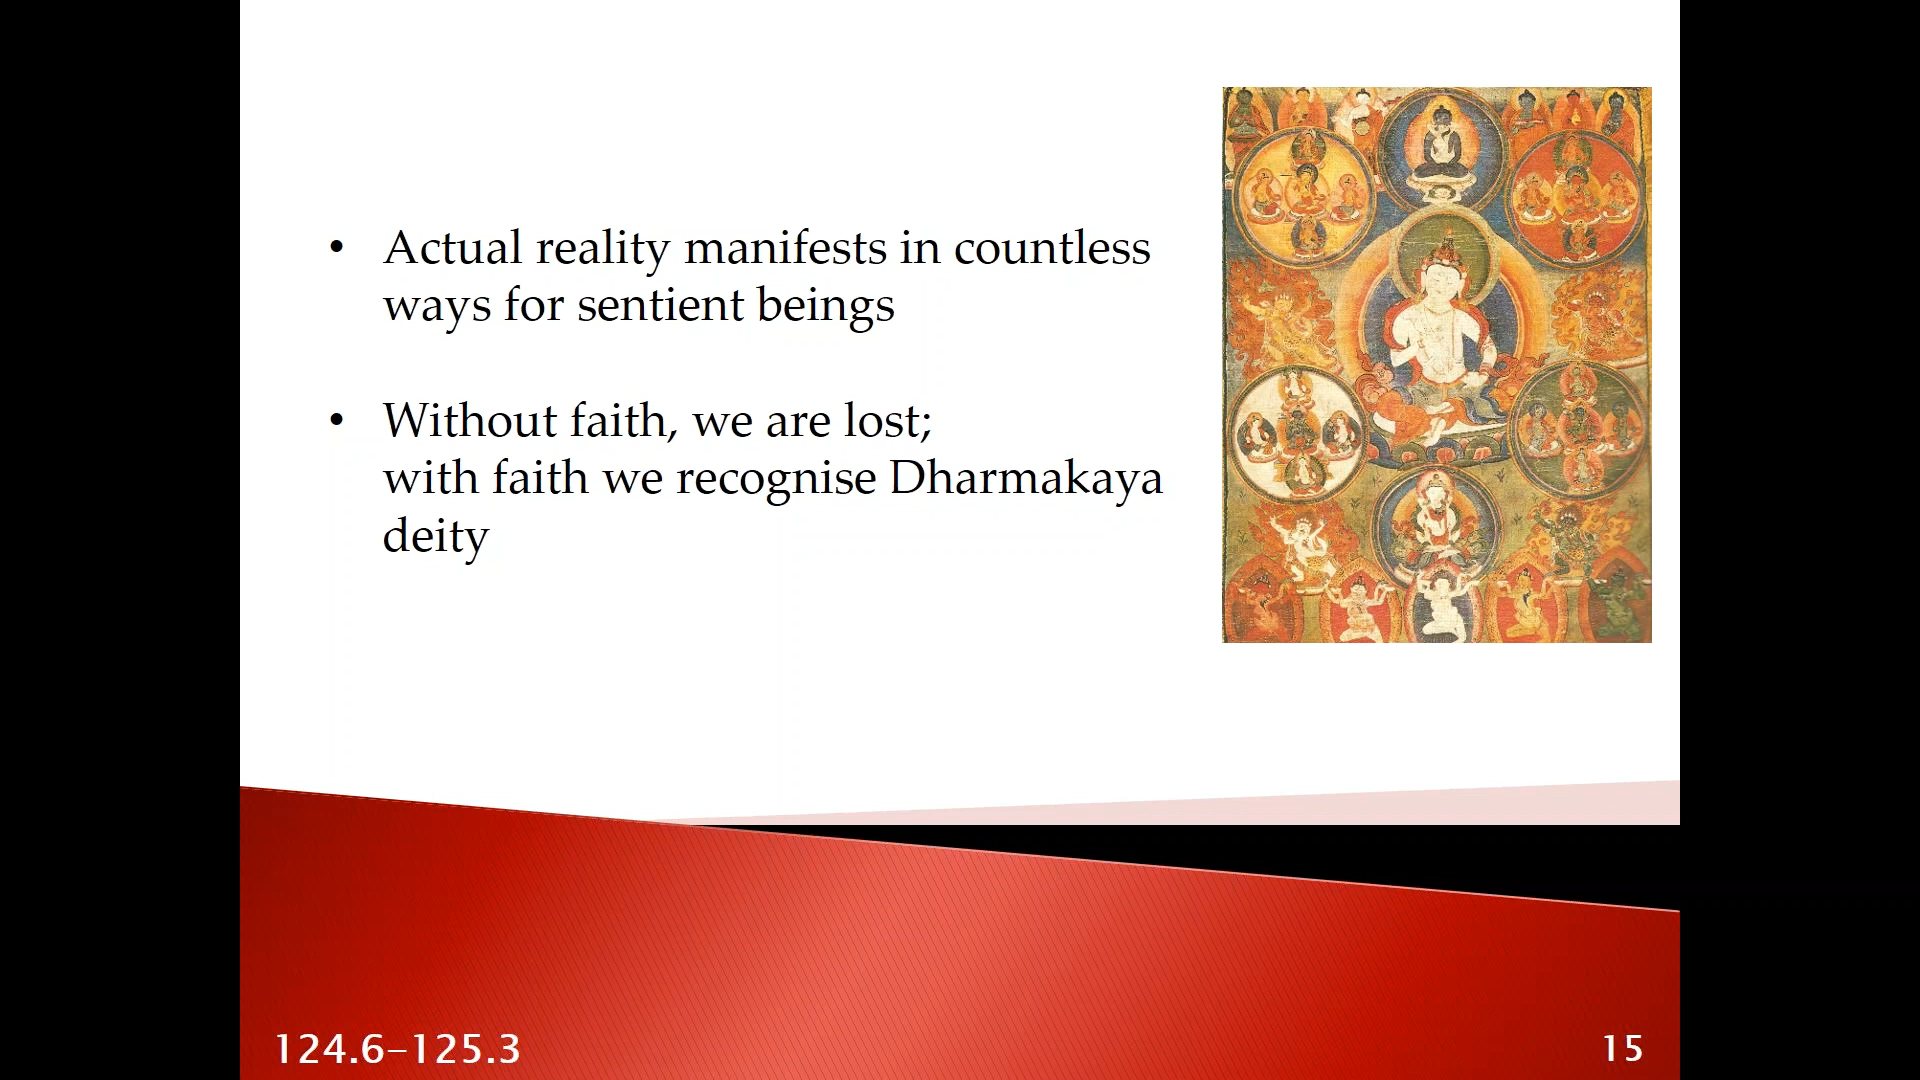 • Actual reality manifests in countless
ways for sentient beings
• Without faith, we are lost;
with faith we recognise Dharmakaya
deity
124.6–125.3
15